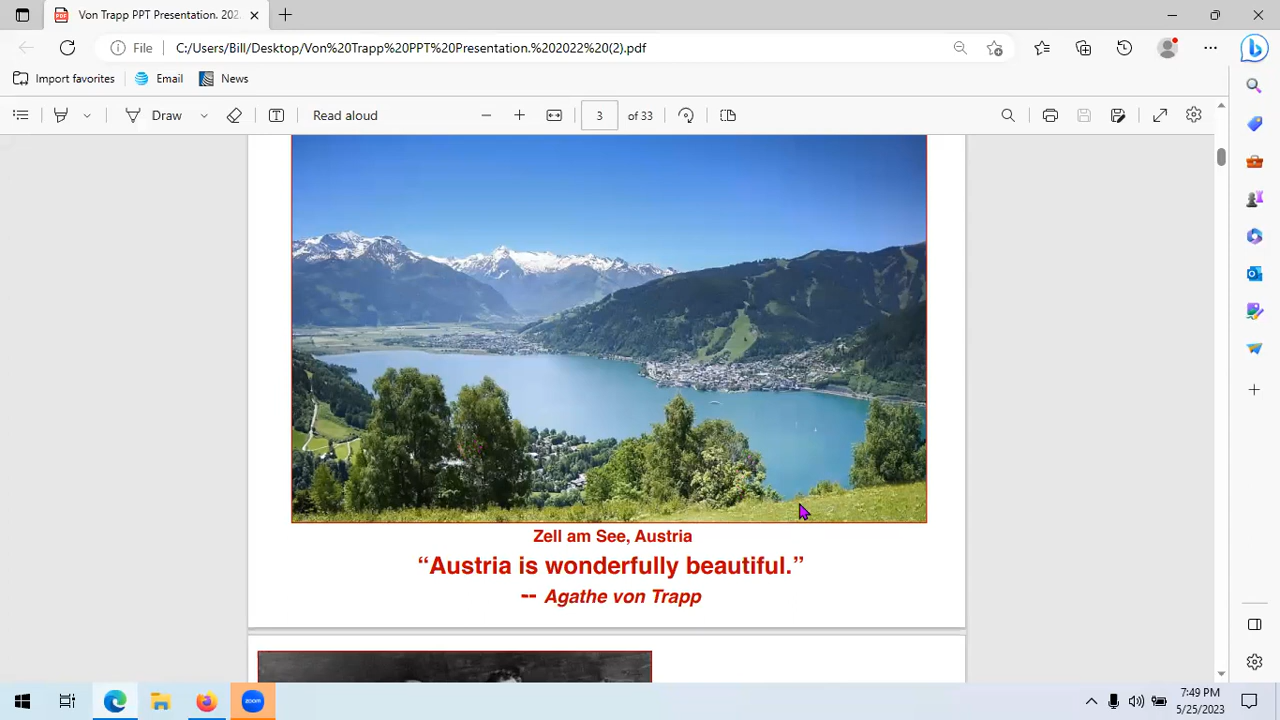 Von Trapp PPT Presentation. 202
File
C:/Users/Bill/Desktop/Von%20Trapp%20PPT%20Presentation.%202022%20(2).pdf
Import favorites
Email
News
Draw
Read aloud
3
of 33
Zell am See, Austria
“Austria is wonderfully beautiful.”
-- Agathe von Trapp
zoom
7:49 PM
5/25/2023